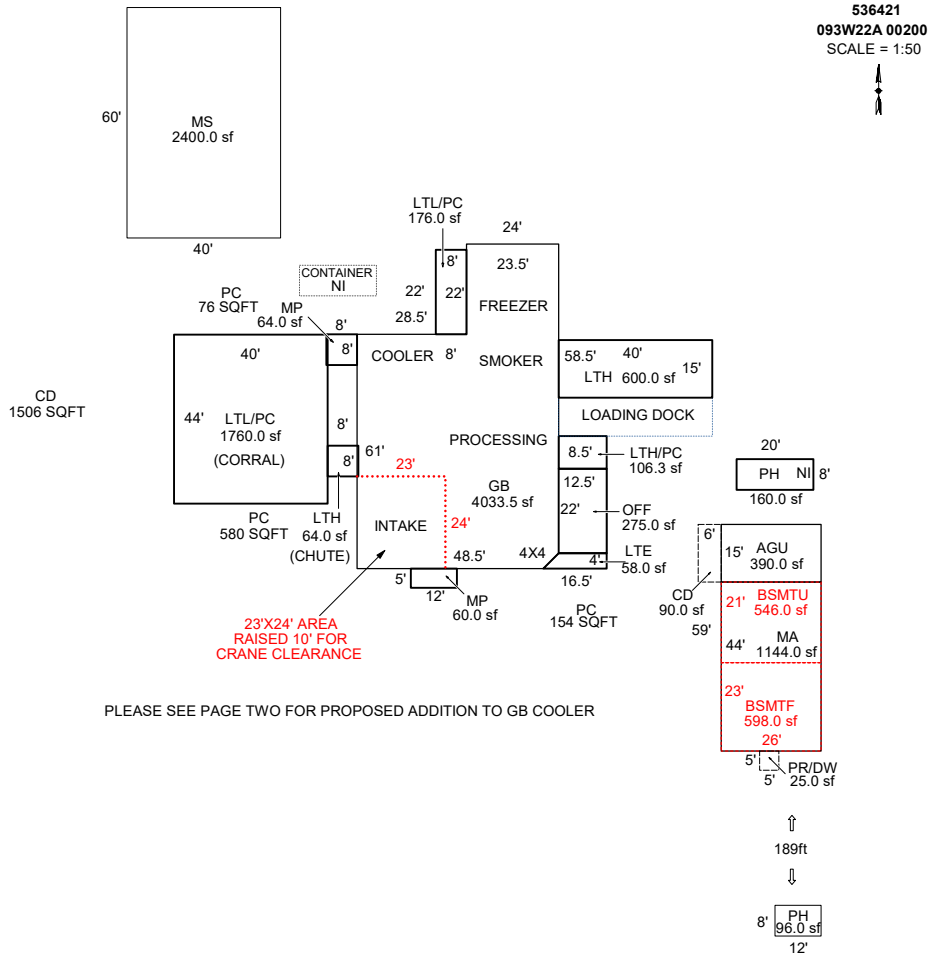 536421
093W22A 00200
SCALE = 1:50
60'
MS
2400.0 sf
40'
LTL/PC
176.0 sf
24'
8'
23.5'
CONTAINER
NI
22'
22'
FREEZER
28.5'
PC
76 SQFT
MP
64.0 sf
8'
8'
40'
COOLER
8'
SMOKER
58.5'
40'
15'
LTH
600.0 sf
CD
1506 SQFT
44'
LTL/PC
1760.0 sf
(CORRAL)
8'
LOADING DOCK
PROCESSING
8'
61'
8.5'
LTH/PC
106.3 sf
20'
PH
NI
8'
160.0 sf
23'
GB
4033.5 sf
12.5'
22'
OFF
275.0 sf
PC
580 SQFT
LTH
64.0 sf
(CHUTE)
INTAKE
24'
48.5'
4X4
4'
LTE
58.0 sf
16.5'
5'
12'
MP
60.0 sf
PC
154 SQFT
6'
15'
AGU
390.0 sf
CD
90.0 sf
21'
BSMTU
546.0 sf
59'
44'
MA
1144.0 sf
23'X24' AREA
RAISED 10' FOR
CRANE CLEARANCE
23'
BSMTF
598.0 sf
26'
PLEASE SEE PAGE TWO FOR PROPOSED ADDITION TO GB COOLER
5'
5'
PR/DW
25.0 sf
189ft
8'
PH
96.0 sf
12'